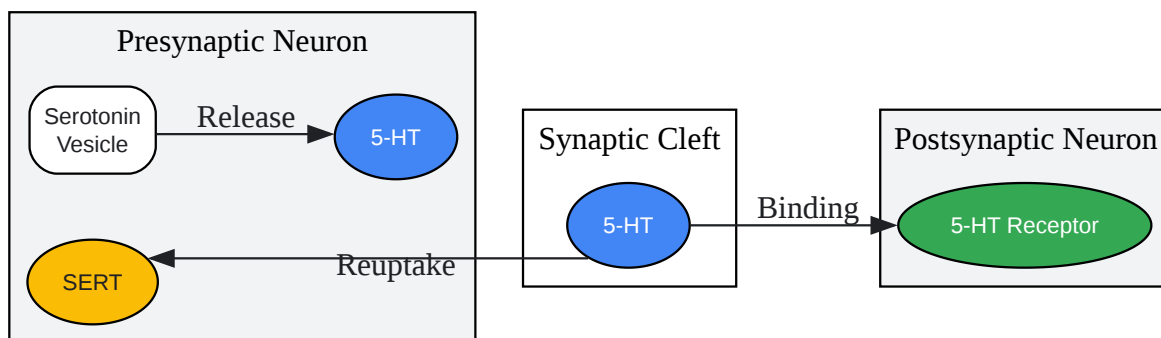 Presynaptic Neuron
Serotonin
Vesicle
Release
5-HT
SERT
Reuptake
Synaptic Cleft
5-HT
Binding
Postsynaptic Neuron
5-HT Receptor